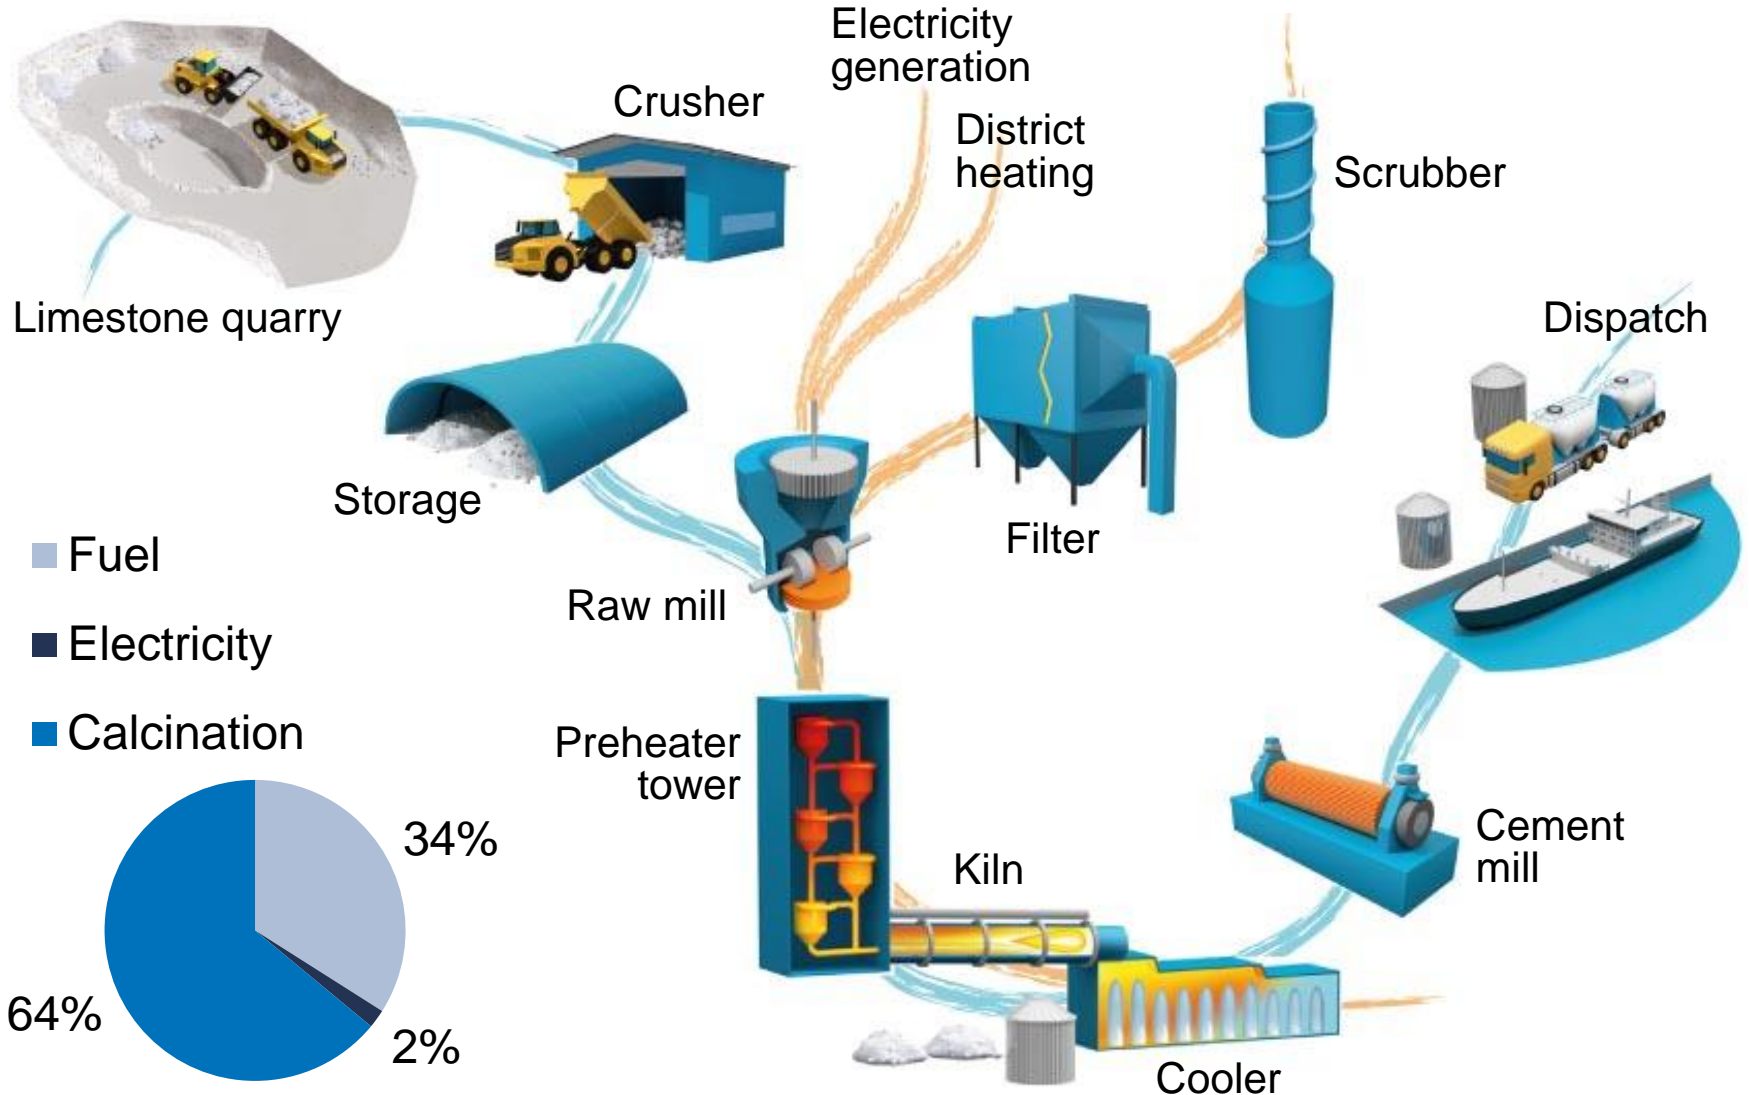 Electricity
generation
Crusher
District
heating
Scrubber
Limestone quarry
Dispatch
Storage
Filter
Fuel
Raw mill
Electricity
Calcination
Preheater
tower
34%
Cement
mill
Kiln
64%
2%
Cooler